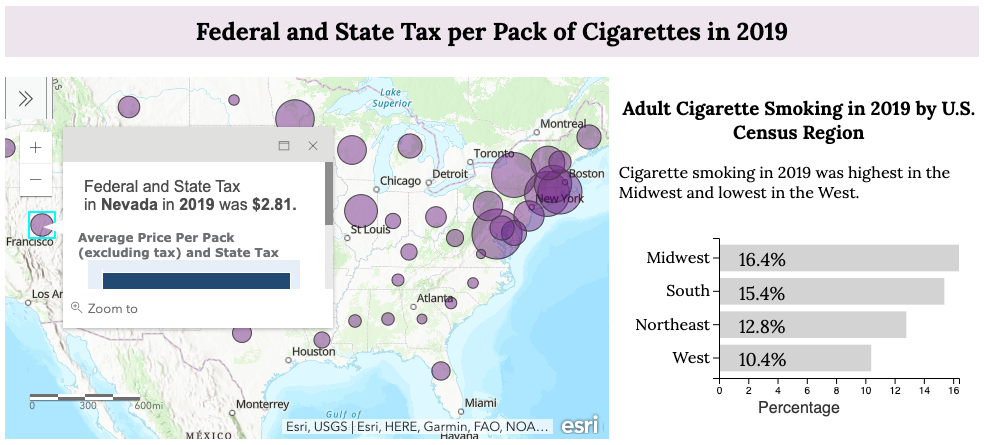 Federal and State Tax per Pack of Cigarettes in 2019
Lake
Superior
Montreal
Toronto
Chicago
Detroit
Boston
New York
Federal and State Tax
in Nevada in 2019 was $2.81.
Average Price Per Pack
(excluding tax) and State Tax
Zoom to
Francisco
St Louis
Los An
Atlanta
Houston
0 300 600mi
Monterrey
Gulf of
Miami
MÉXICO
Havana
Esri, USGS | Esri, HERE, Garmin, FAO, NOA...
esri
Adult Cigarette Smoking in 2019 by U.S.
Census Region
Cigarette smoking in 2019 was highest in the
Midwest and lowest in the West.
Midwest 16.4%
South 15.4%
Northeast 12.8%
West 10.4%
0 2 4 6 8 10 12 14 16
Percentage